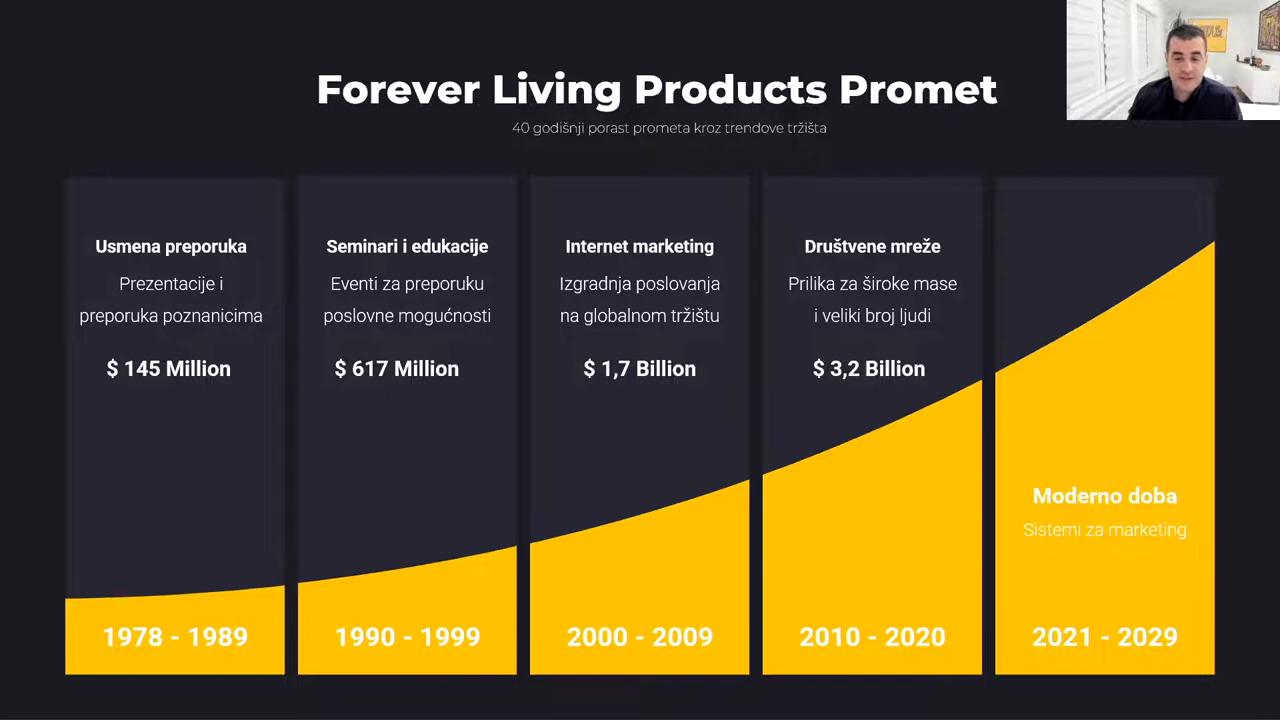 Forever Living Products Promet
40 godišnji porast prometa kroz trendove tržišta
Usmena preporuka
Prezentacije i
preporuka poznanicima
$ 145 Million
1978 - 1989
Seminari i edukacije
Eventi za preporuku
poslovne mogućnosti
$ 617 Million
1990 - 1999
Internet marketing
Izgradnja poslovanja
na globalnom tržištu
$ 1,7 Billion
2000 - 2009
Društvene mreže
Prilika za široke mase
i veliki broj ljudi
$ 3,2 Billion
2010 - 2020
Moderno doba
Sistemi za marketing
2021 - 2029